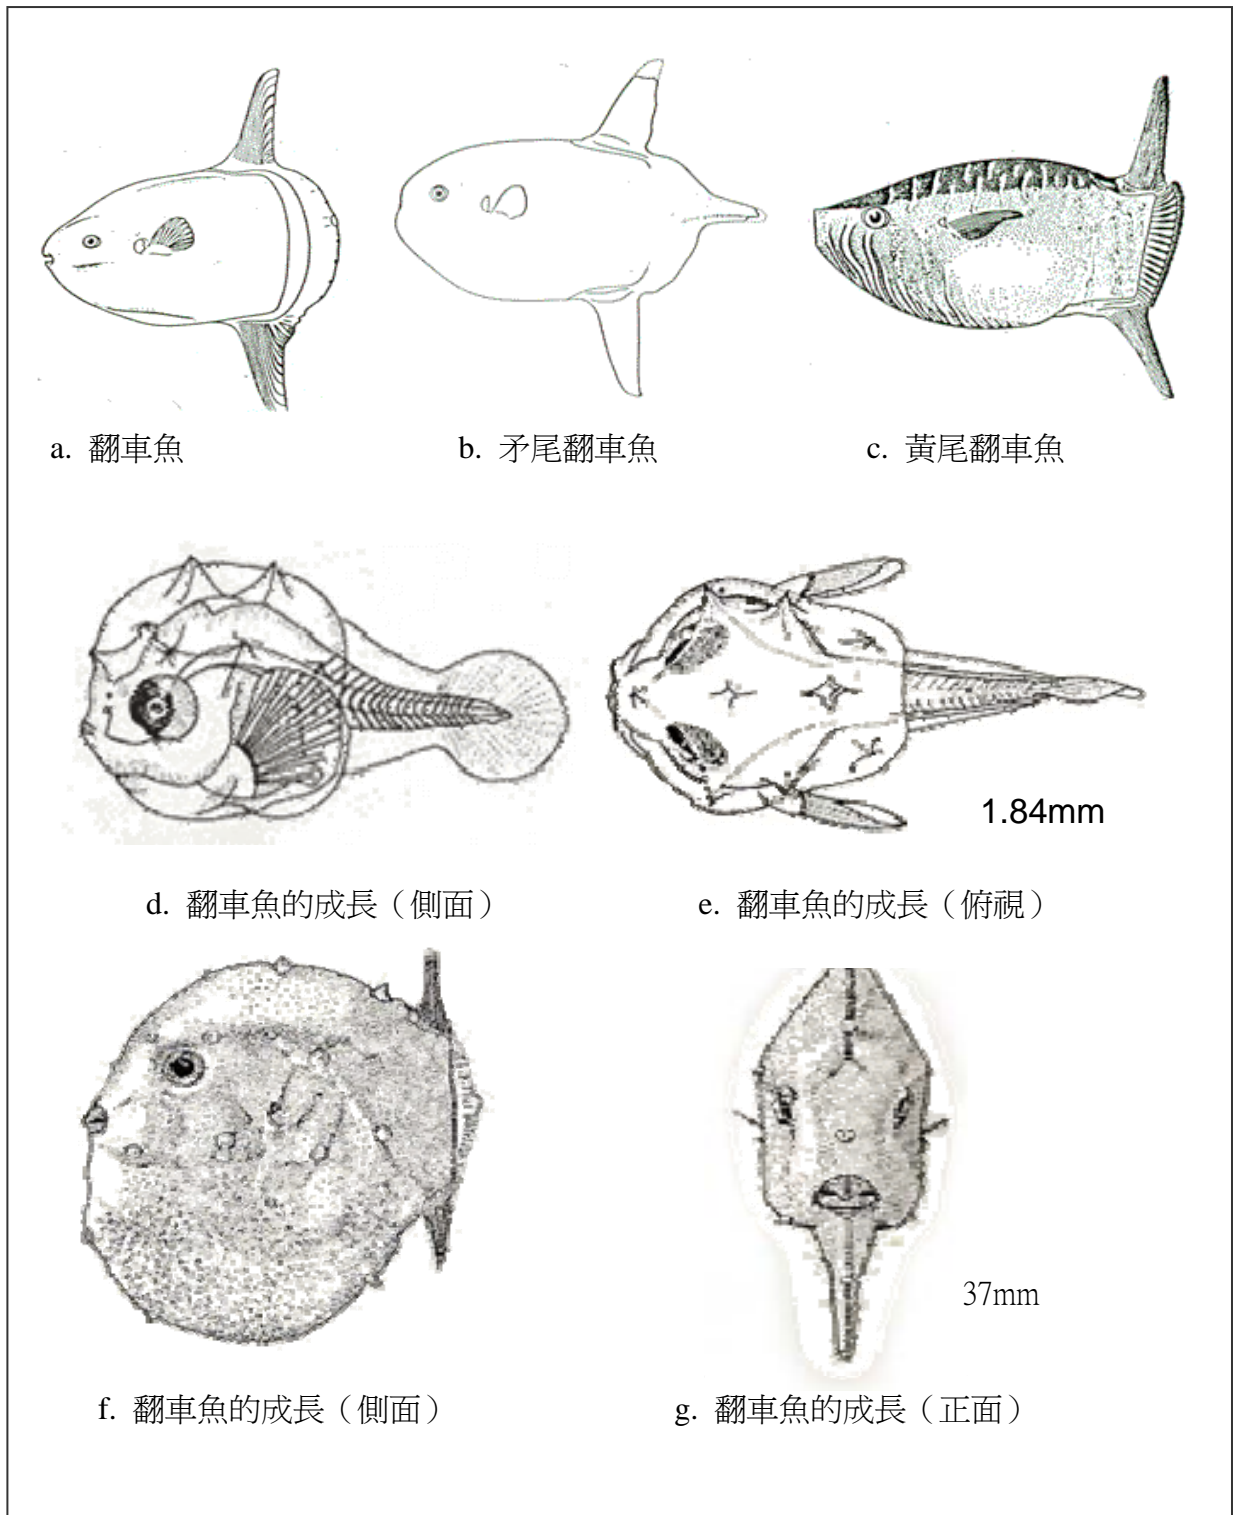 a. 翻車魚
b. 矛尾翻車魚
c. 黃尾翻車魚
1.84mm
d. 翻車魚的成長（側面）
e. 翻車魚的成長（俯視）
37mm
f. 翻車魚的成長（側面）
g. 翻車魚的成長（正面）